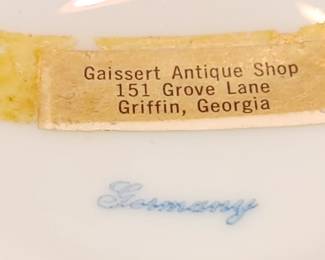 Gaissert Antique Shop
151 Grove Lane
Griffin, Georgia
Germany